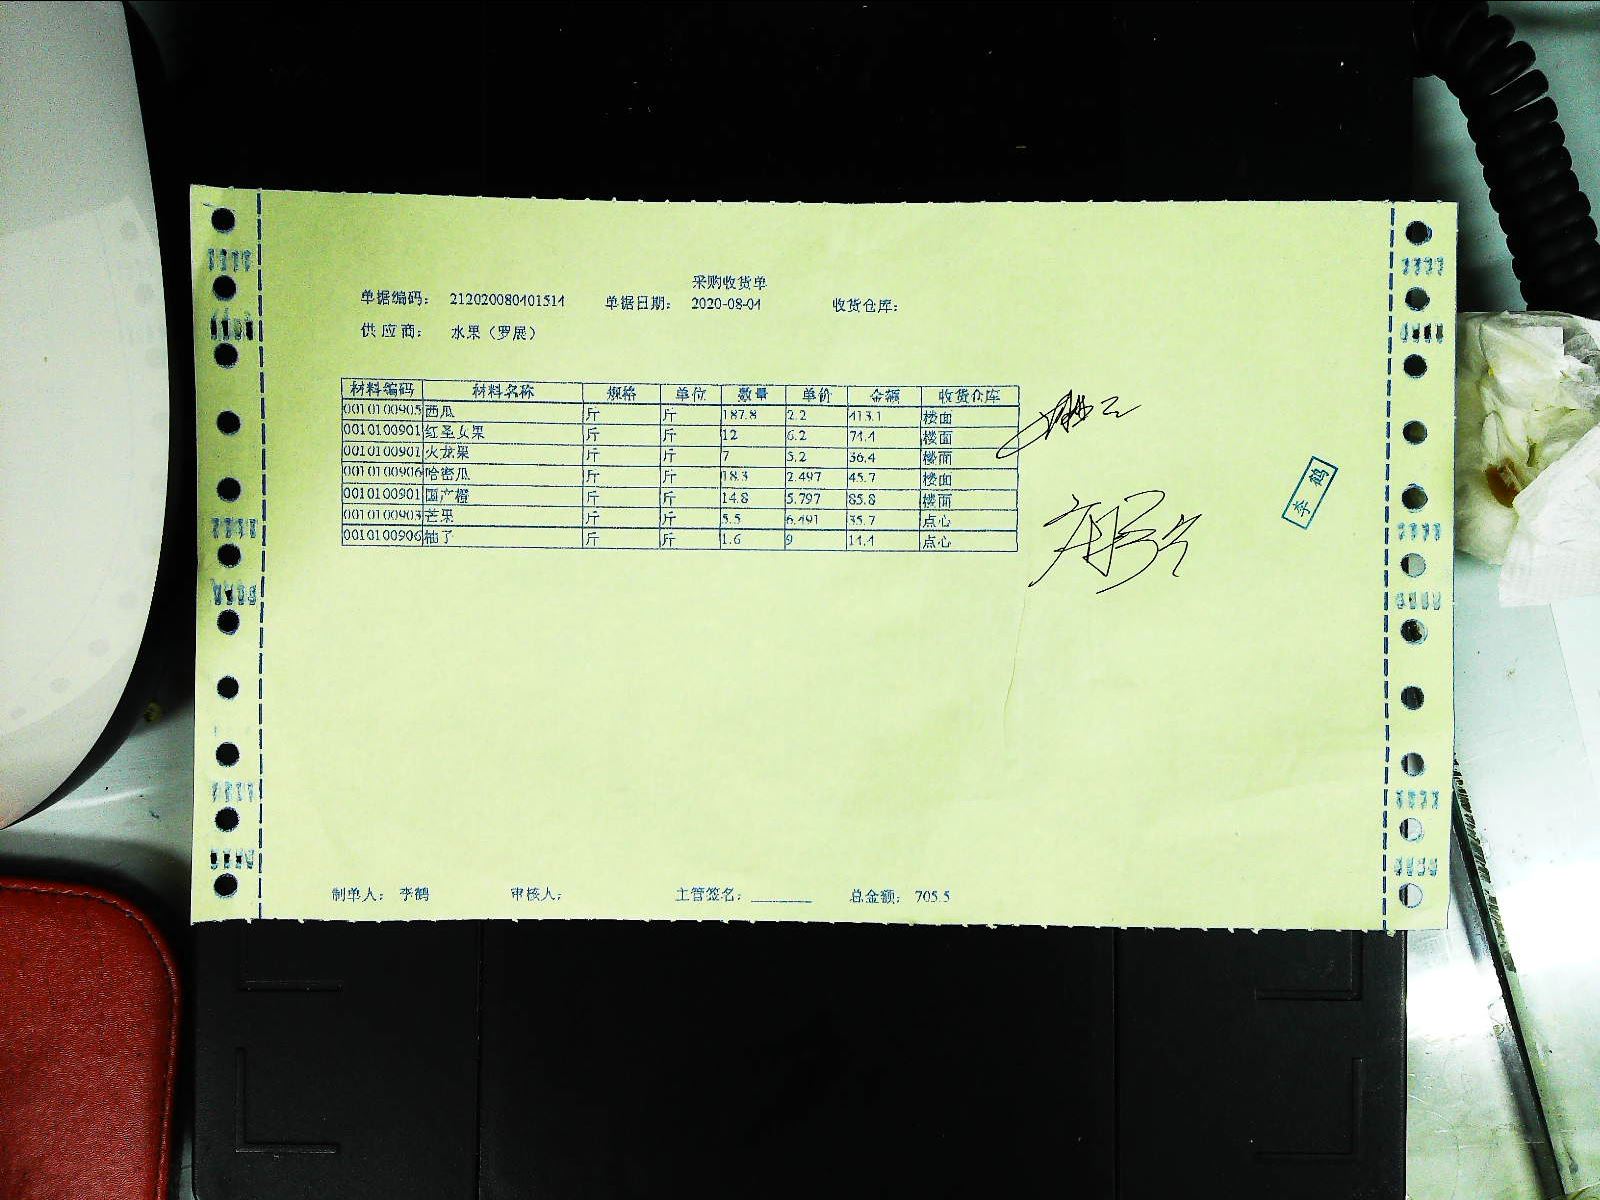 采购收货单
单据编码： 212020080401514 单据日期： 2020-08-04 收货仓库：
供 应 商： 水果（罗展）
材料编码 材料名称 规格 单位 数量 单价 金额 收货仓库
0010100905 西瓜 斤 斤 187.8 2.2 413.1 楼面
0010100901 红圣女果 斤 斤 12 6.2 74.4 楼面
0010100901 火龙果 斤 斤 7 5.2 36.4 楼面
0010100906 哈密瓜 斤 斤 18.3 2.497 45.7 楼面
0010100901 国产橙 斤 斤 14.8 5.797 85.8 楼面
0010100903 芒果 斤 斤 5.5 6.491 35.7 点心
0010100906 柚子 斤 斤 1.6 9 14.4 点心
李鹤
制单人： 李鹤 审核人： 主管签名： 总金额： 705.5